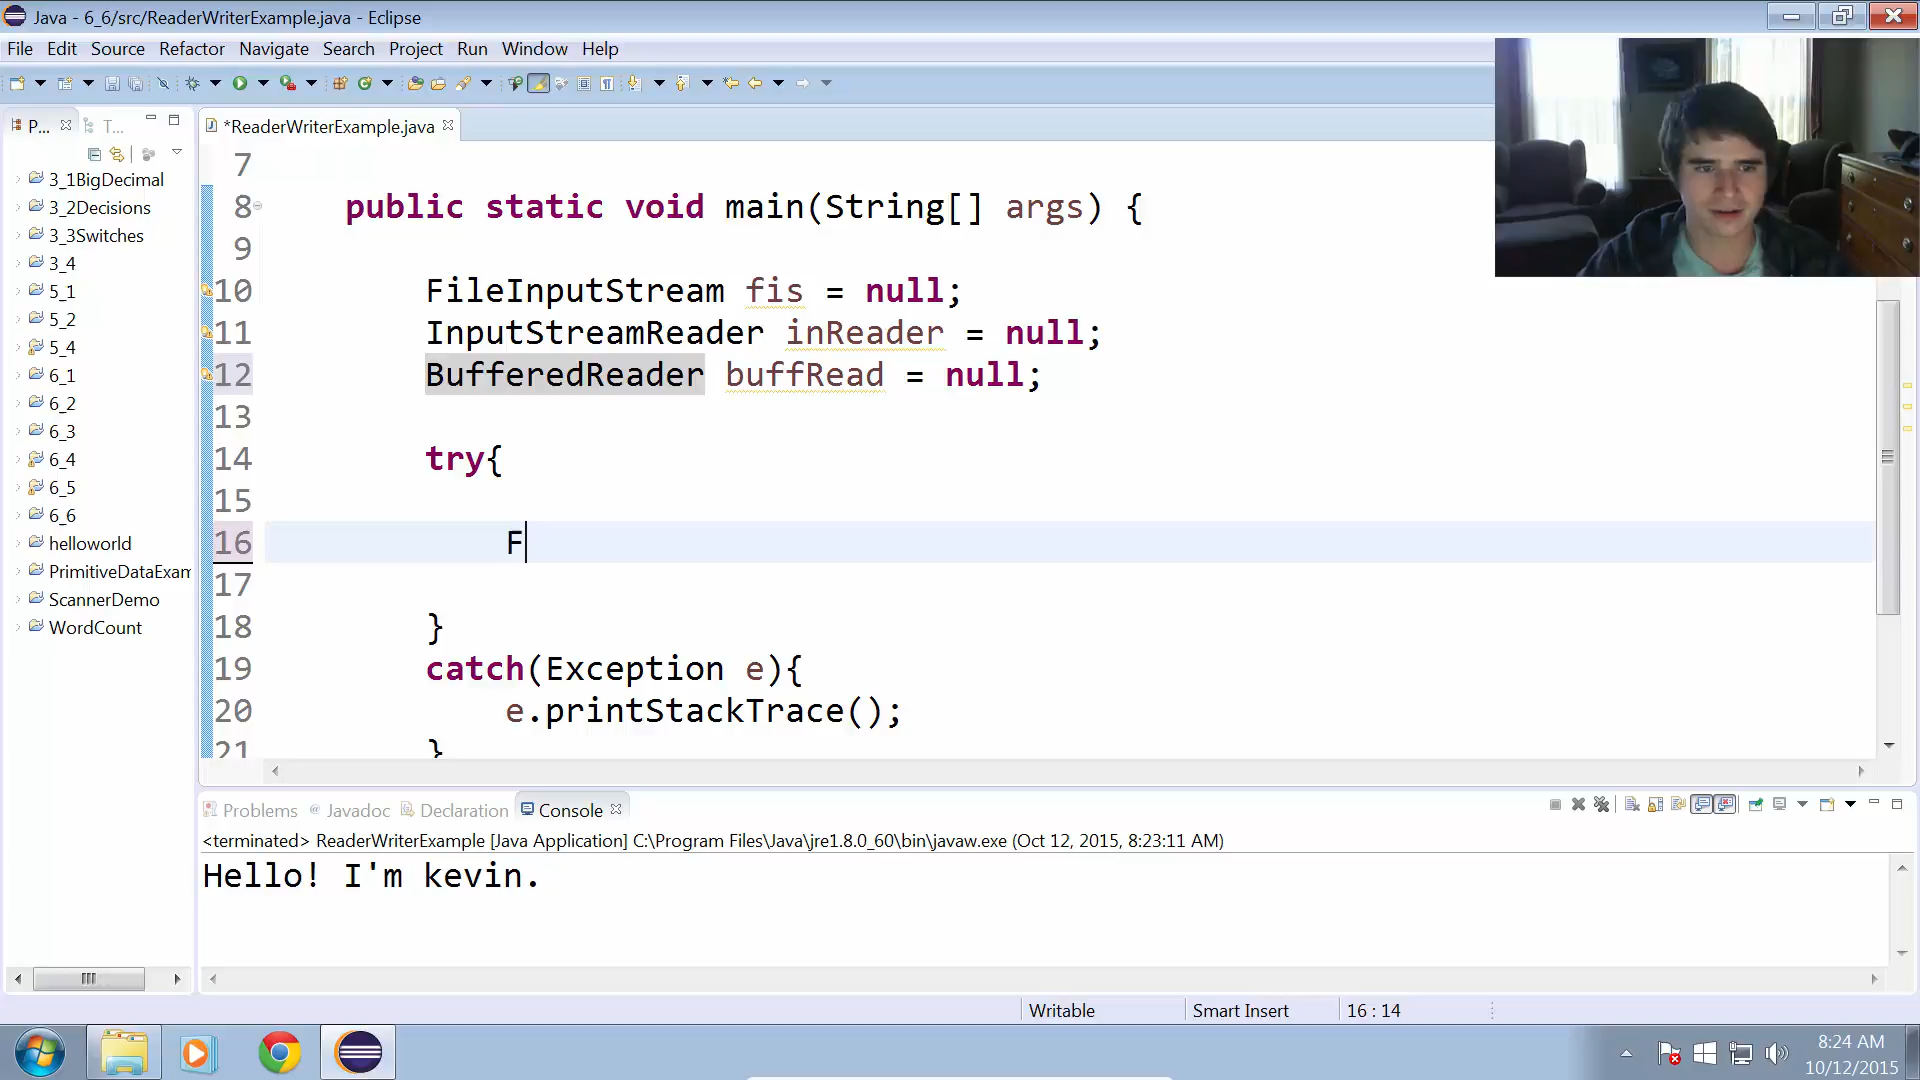 Java - 6_6/src/ReaderWriterExample.java - Eclipse
File Edit Source Refactor Navigate Search Project Run Window Help
P... T...
*ReaderWriterExample.java
3_1BigDecimal
3_2Decisions
3_3Switches
3_4
5_1
5_2
5_4
6_1
6_2
6_3
6_4
6_5
6_6
helloworld
PrimitiveDataExam
ScannerDemo
WordCount
7
8 public static void main(String[] args) {
9
10 FileInputStream fis = null;
11 InputStreamReader inReader = null;
12 BufferedReader buffRead = null;
13
14 try{
15
16 F
17
18 }
19 catch(Exception e){
20 e.printStackTrace();
21 }
Problems @ Javadoc Declaration Console
<terminated> ReaderWriterExample [Java Application] C:\Program Files\Java\jre1.8.0_60\bin\javaw.exe (Oct 12, 2015, 8:23:11 AM)
Hello! I'm kevin.
Writable Smart Insert 16 : 14
8:24 AM
10/12/2015